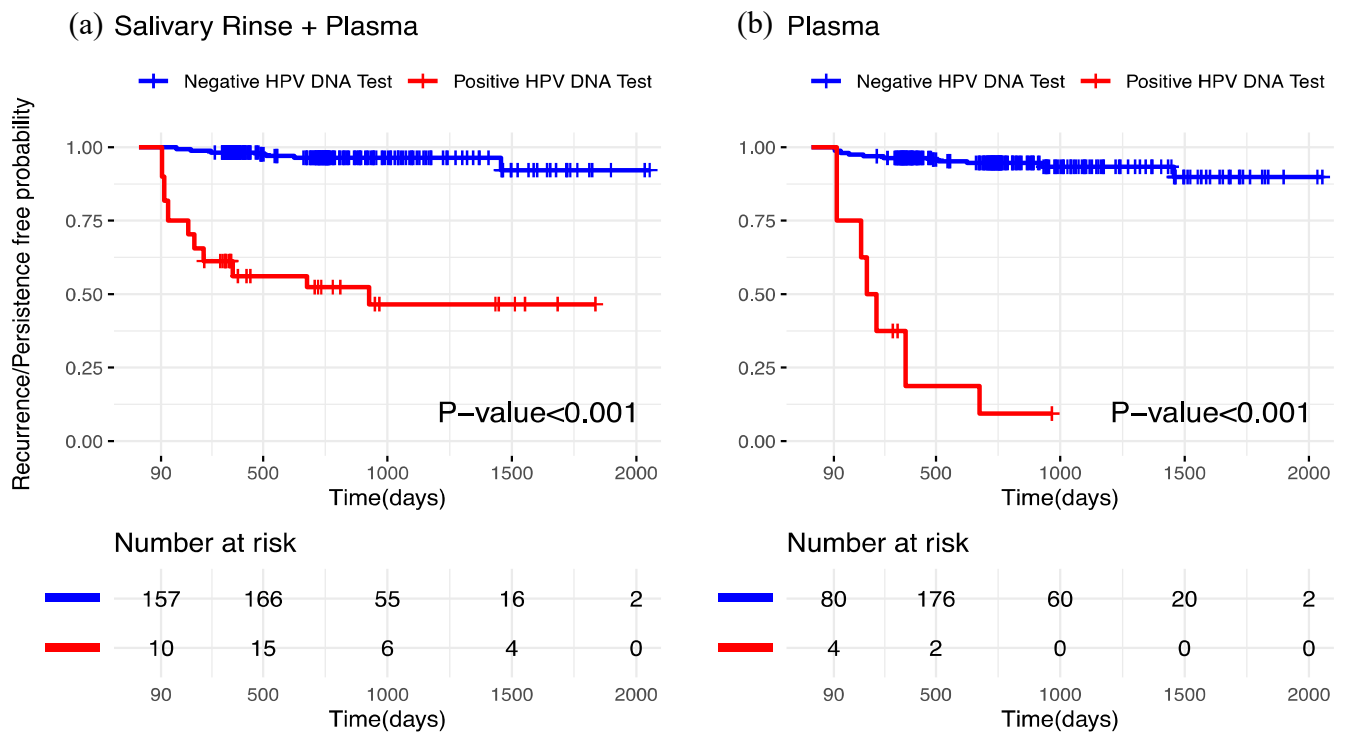 (a) Salivary Rinse + Plasma
Negative HPV DNA Test Positive HPV DNA Test
Recurrence/Persistence free probability
1.00
0.75
0.50
0.25
0.00
P-value<0.001
90 500 1000 1500 2000
Time(days)
Number at risk
157 166 55 16 2
10 15 6 4 0
90 500 1000 1500 2000
Time(days)
(b) Plasma
Negative HPV DNA Test Positive HPV DNA Test
1.00
0.75
0.50
0.25
0.00
P-value<0.001
90 500 1000 1500 2000
Time(days)
Number at risk
80 176 60 20 2
4 2 0 0 0
90 500 1000 1500 2000
Time(days)